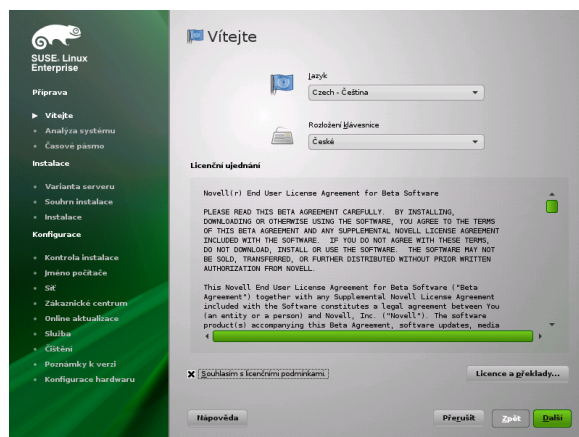 SUSE. Linux
Enterprise
Příprava
Vítejte
Analýza systému
Časové pásmo
Instalace
Varianta serveru
Souhrn instalace
Instalace
Konfigurace
Kontrola instalace
Jméno počítače
Síť
Zákaznické centrum
Online aktualizace
Služba
Čištění
Poznámky k verzi
Konfigurace hardwaru
Vítejte
Jazyk
Czech - Čeština
Rozložení klávesnice
České
Licenční ujednání
Novell(r) End User License Agreement for Beta Software
PLEASE READ THIS BETA AGREEMENT CAREFULLY.  BY INSTALLING,
DOWNLOADING OR OTHERWISE USING THE SOFTWARE, YOU AGREE TO THE TERMS
OF THIS BETA AGREEMENT AND ANY SUPPLEMENTAL NOVELL LICENSE AGREEMENT
INCLUDED WITH THE SOFTWARE.  IF YOU DO NOT AGREE WITH THESE TERMS,
DO NOT DOWNLOAD, INSTALL OR USE THE SOFTWARE.  THE SOFTWARE MAY NOT
BE SOLD, TRANSFERRED, OR FURTHER DISTRIBUTED WITHOUT PRIOR WRITTEN
AUTHORIZATION FROM NOVELL.
This Novell End User License Agreement for Beta Software ("Beta
Agreement") together with any Supplemental Novell License Agreement
included with the Software constitutes a legal agreement between You
(an entity or a person) and Novell, Inc. ("Novell"). The software
product(s) accompanying this Beta Agreement, software updates, media
Souhlasím s licenčními podmínkami.
Licence a překlady...
Nápověda
Přerušit
Zpět
Další